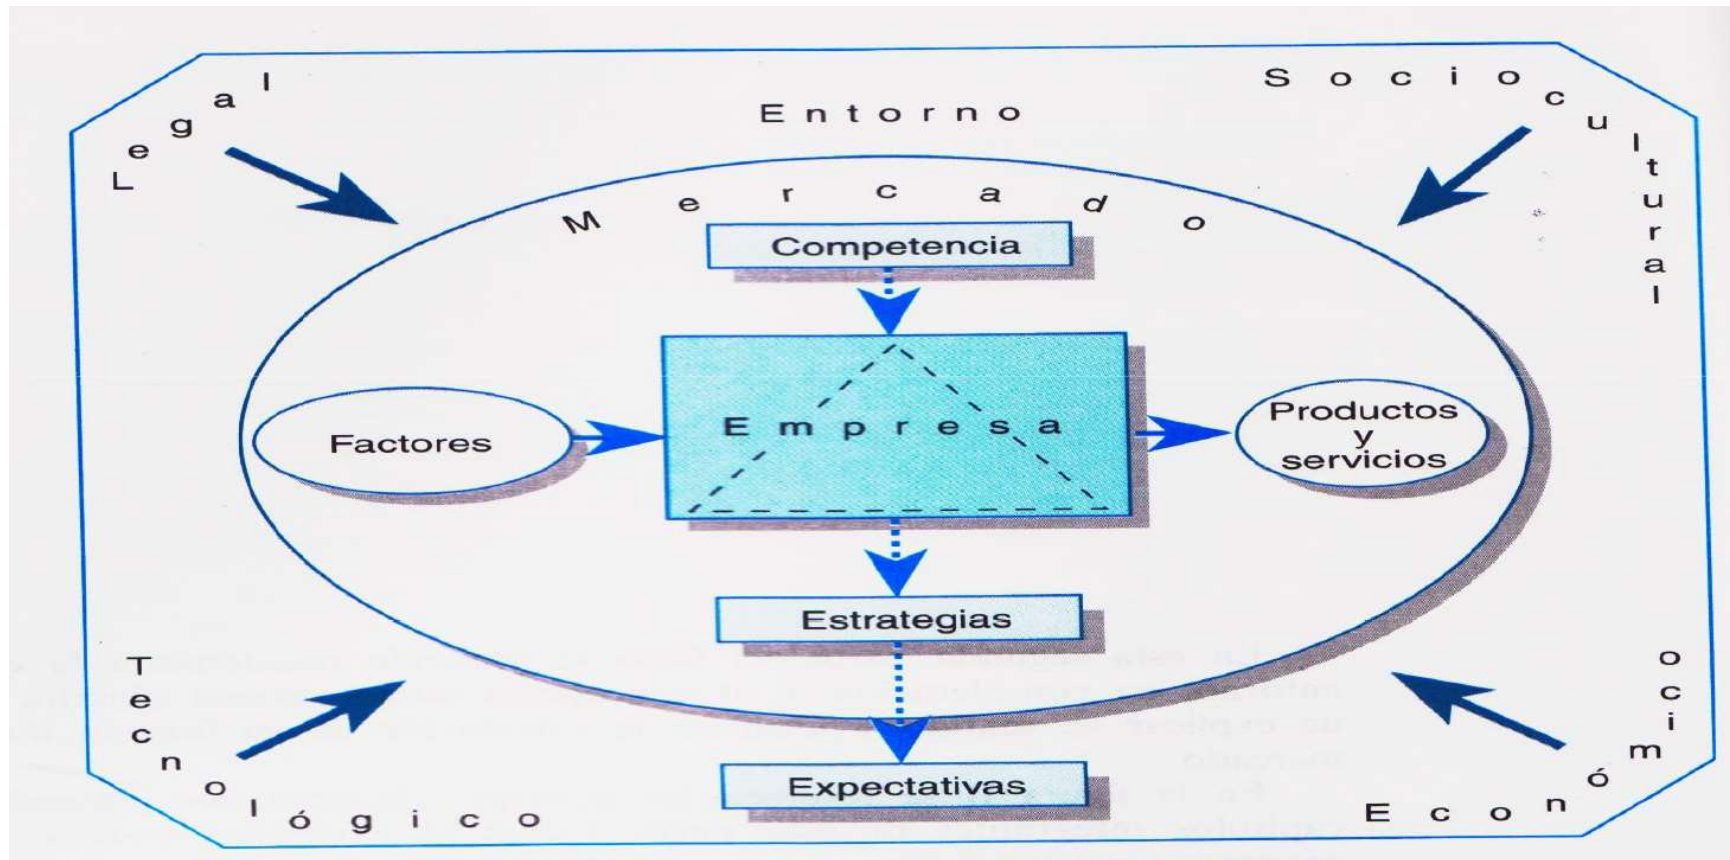 Legal
Sociocultural
Entorno
Mercado
Competencia
Factores
Empresa
Productos
y
servicios
Estrategias
Expectativas
Tecnológico
Económico